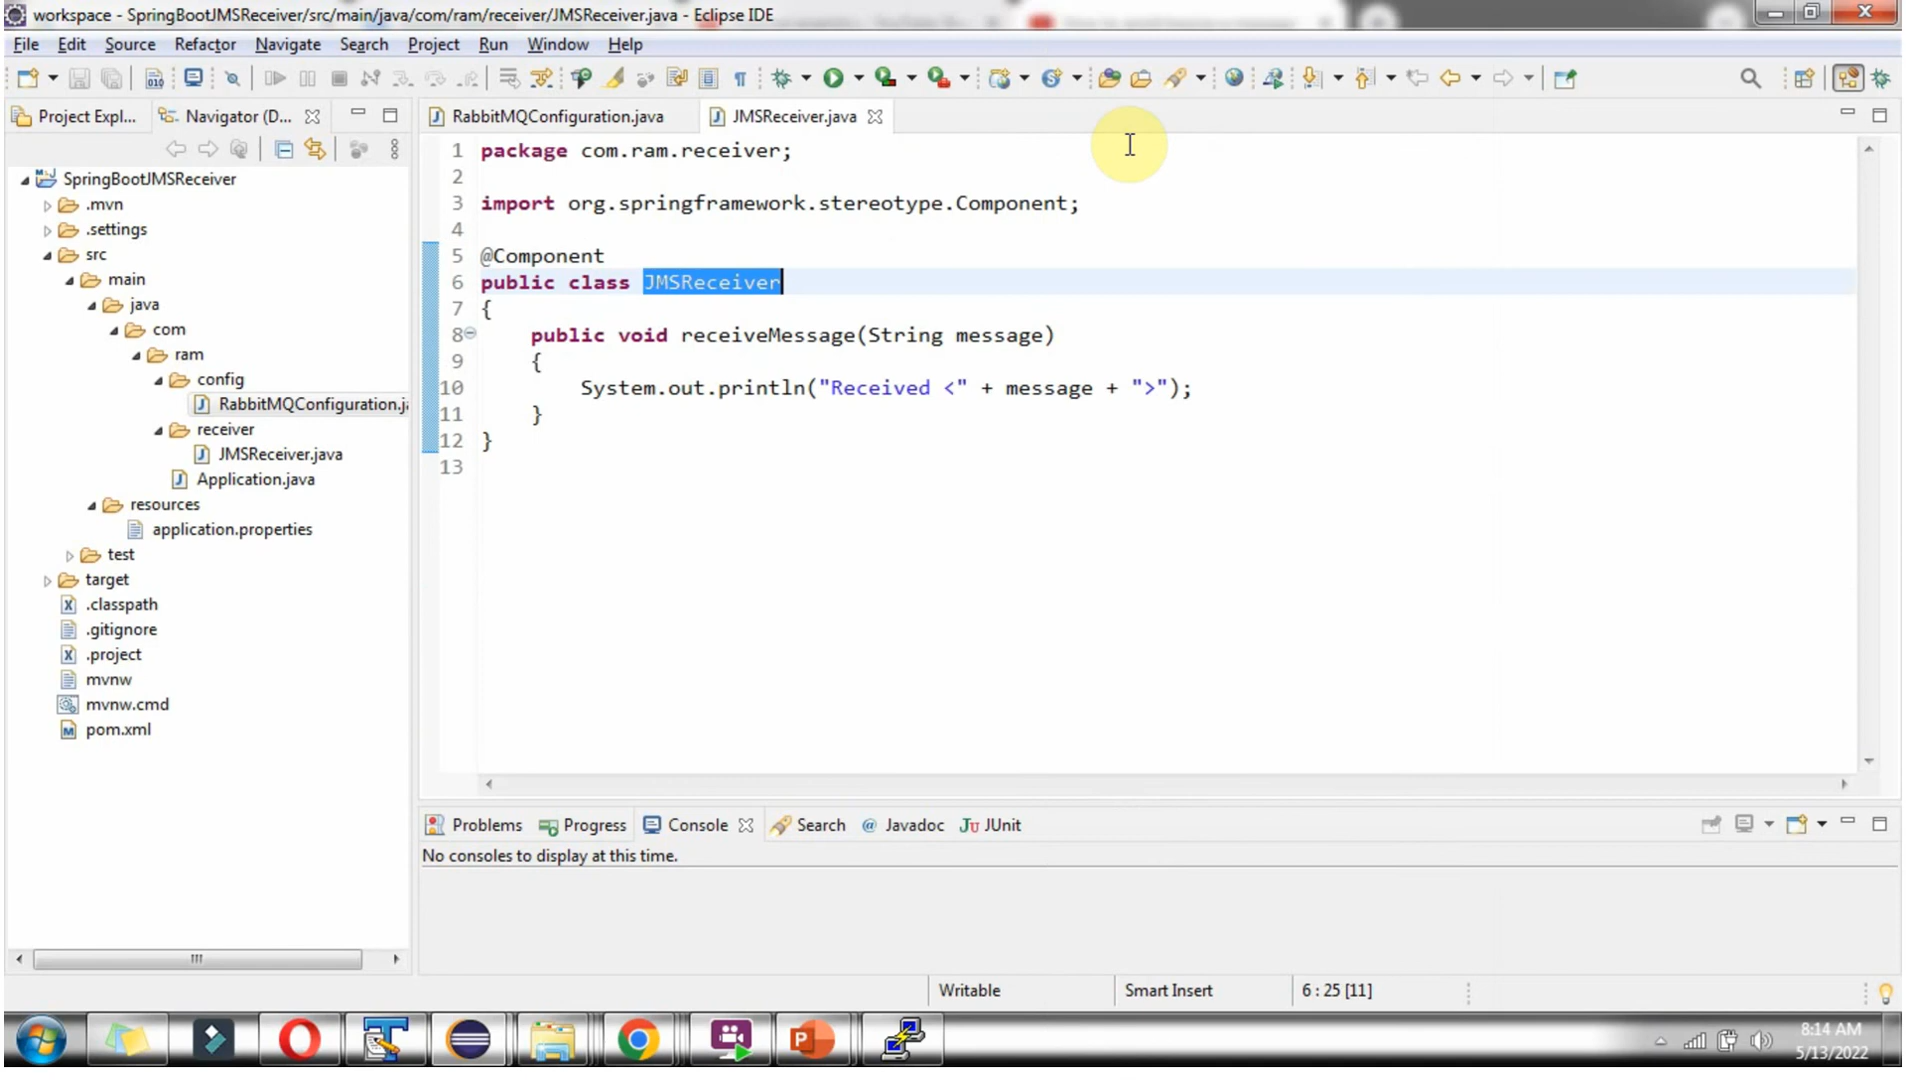 workspace - SpringBootJMSReceiver/src/main/java/com/ram/receiver/JMSReceiver.java - Eclipse IDE
File Edit Source Refactor Navigate Search Project Run Window Help
Project Expl... Navigator (D...
RabbitMQConfiguration.java JMSReceiver.java
SpringBootJMSReceiver
.mvn
.settings
src
main
java
com
ram
config
RabbitMQConfiguration.ja
receiver
JMSReceiver.java
Application.java
resources
application.properties
test
target
.classpath
.gitignore
.project
mvnw
mvnw.cmd
pom.xml
1 package com.ram.receiver;
2
3 import org.springframework.stereotype.Component;
4
5 @Component
6 public class JMSReceiver
7 {
8 public void receiveMessage(String message)
9 {
10 System.out.println("Received <" + message + ">");
11 }
12 }
13
Problems Progress Console Search @ Javadoc Ju JUnit
No consoles to display at this time.
Writable Smart Insert 6 : 25 [11]
8:14 AM
5/13/2022